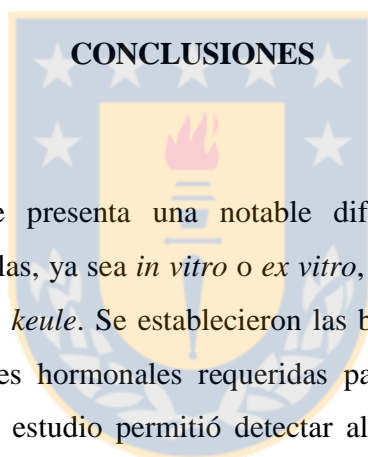 CONCLUSIONES
e presenta una notable dif
las, ya sea in vitro o ex vitro,
keule. Se establecieron las b
es hormonales requeridas pa
estudio permitió detectar al